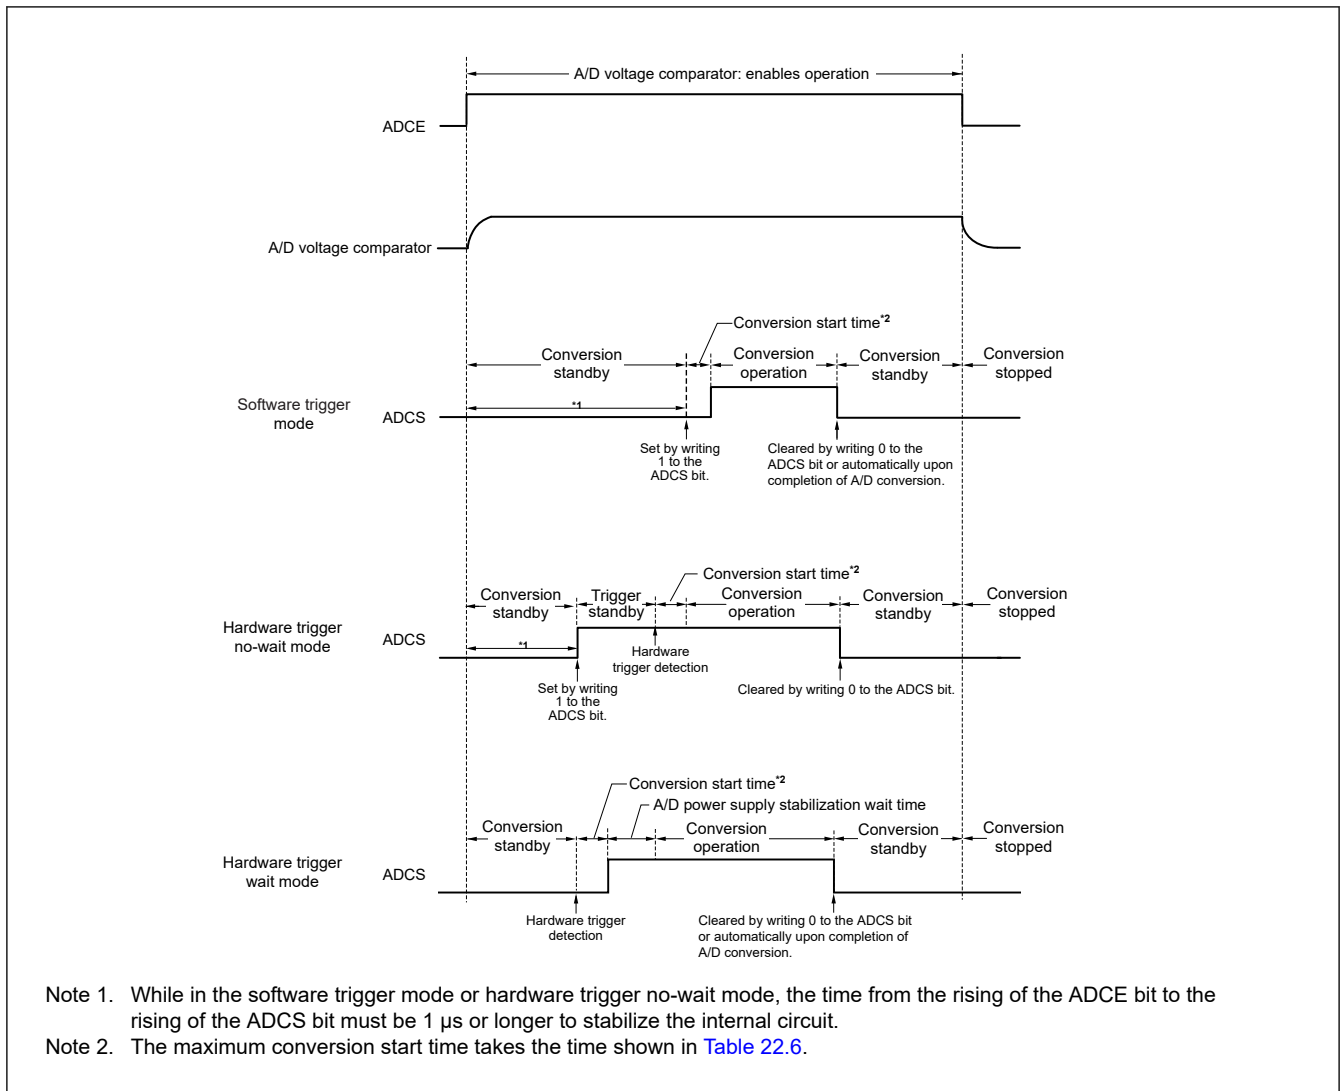 A/D voltage comparator: enables operation
ADCE
A/D voltage comparator
Conversion start time*2
Conversion
standby
Conversion
operation
Conversion
standby
Conversion
stopped
*1
Software trigger
mode
ADCS
Set by writing
1 to the
ADCS bit.
Cleared by writing 0 to the
ADCS bit or automatically upon
completion of A/D conversion.
Conversion start time*2
Conversion
standby
Trigger
standby
Conversion
operation
Conversion
standby
Conversion
stopped
Hardware trigger
no-wait mode
ADCS
*1
Hardware
trigger detection
Set by writing
1 to the
ADCS bit.
Cleared by writing 0 to the ADCS bit.
Conversion start time*2
A/D power supply stabilization wait time
Conversion
standby
Conversion
operation
Conversion
standby
Conversion
stopped
Hardware trigger
wait mode
ADCS
Hardware trigger
detection
Cleared by writing 0 to the ADCS bit
or automatically upon completion of
A/D conversion.
Note 1. While in the software trigger mode or hardware trigger no-wait mode, the time from the rising of the ADCE bit to the
rising of the ADCS bit must be 1 µs or longer to stabilize the internal circuit.
Note 2. The maximum conversion start time takes the time shown in Table 22.6.